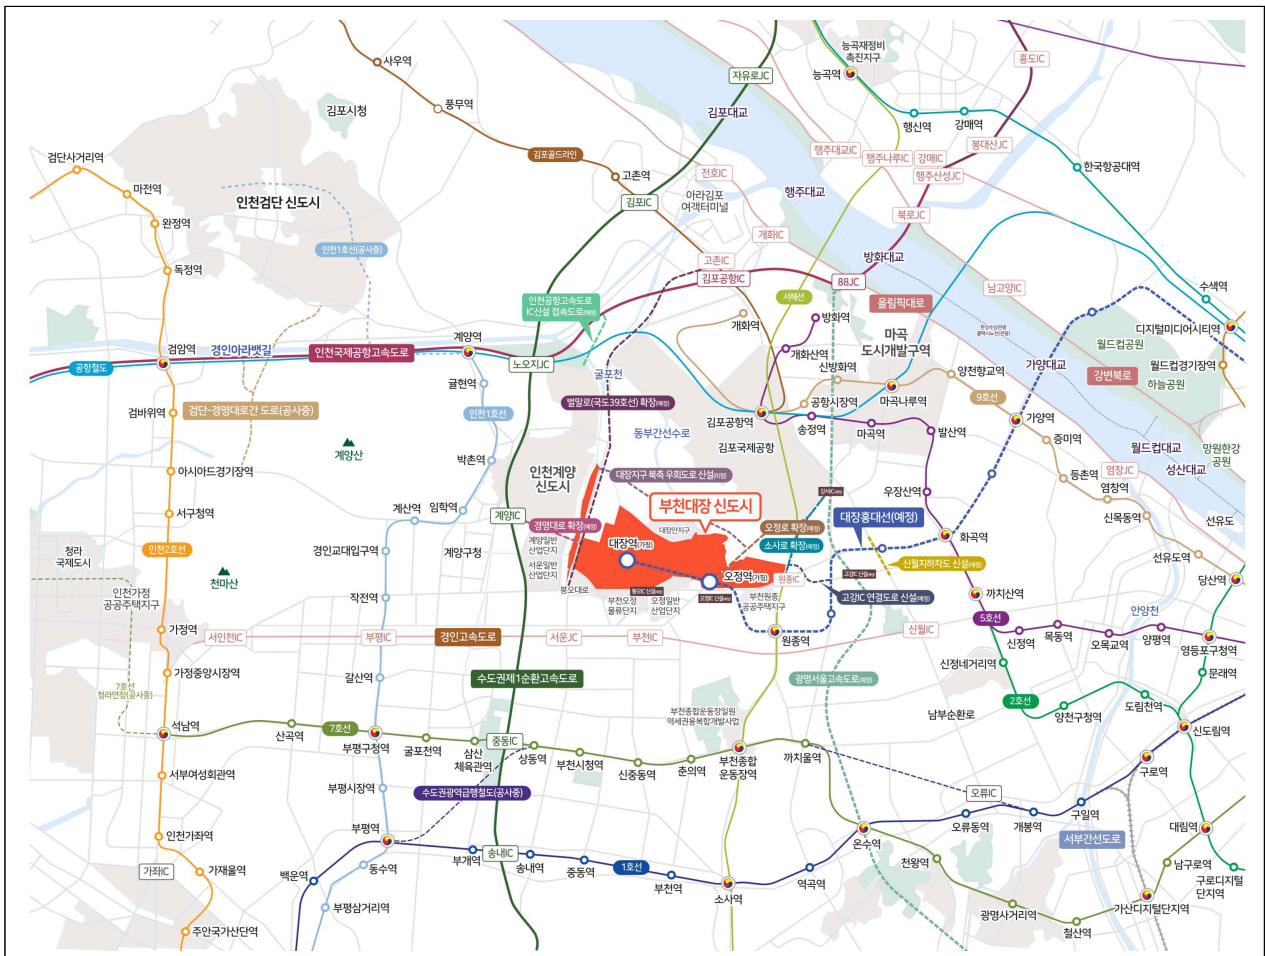 능곡재정비
촉진지구
능곡역
흥도IC
사우역
자유로JC
풍무역
김포시청
김포대교
행신역
강매역
봉대산JC
행주대교IC
행주나루IC
강매IC
한국항공대역
행주산성JC
김포골드라인
검단사거리역
마전역
고촌역
전호IC
행주대교
아라김포
여객터미널
김포IC
인천검단 신도시
완정역
북로JC
개화IC
인천1호선(공사중)
방화대교
독정역
고촌IC
김포공항IC
88JC
수색역
남고양IC
서해선
올림픽대로
인천공항고속도로
IC신설 접속도로(예정)
방화역
개화역
마곡
도시개발구역
디지털미디어시티역
월드컵공원
경인아라뱃길
계양역
인천국제공항고속도로
검암역
공항철도
노오지JC
개화산역
신방화역
양천향교역
가양대교
월드컵경기장역
강변북로
하늘공원
굴포천
귤현역
인천1호선
벌말로(국도39호선) 확장(예정)
공항시장역
마곡나루역
9호선
검단-경명대로간 도로(공사중)
검바위역
김포공항역
송정역
마곡역
발산역
가양역
동부간선수로
김포국제공항
증미역
월드컵대교
망원한강
공원
성산대교
계양산
박촌역
아시아드경기장역
인천계양
신도시
대장지구 북측 우회도로 신설(예정)
등촌역
염창JC
염창역
우장산역
부천대장 신도시
서구청역
계산역
임학역
계양IC
경명대로 확장(예정)
대장안지구
오정로 확장(예정)
대장홍대선(예정)
신목동역
선유도
화곡역
인천2호선
경인교대입구역
계양구청
계양일반
산업단지
대장역(가칭)
소사로 확장(예정)
청라
국제도시
천마산
서운일반
산업단지
오정역(가칭)
원종IC
신월지하차도 신설(예정)
선유도역
당산역
인천가정
공공주택지구
작전역
봉오대로
부천오정
물류단지
오정일반
산업단지
부천원종
공공주택지구
고강IC 연결도로 신설(예정)
까치산역
안양천
5호선
가정역
서인천IC
부평IC
경인고속도로
서운JC
부천IC
원종역
신월IC
신정역
목동역
오목교역
양평역
영등포구청역
가정중앙시장역
갈산역
수도권제1순환고속도로
광명서울고속도로(예정)
신정네거리역
문래역
7호선
청라연장(공사중)
2호선
도림천역
양천구청역
남부순환로
석남역
산곡역
7호선
부평구청역
굴포천역
삼산
체육관역
중동IC
상동역
부천시청역
신중동역
춘의역
부천종합운동장일원
역세권융복합개발사업
부천종합
운동장역
까치울역
신도림역
구로역
서부여성회관역
부평시장역
수도권광역급행철도(공사중)
오류IC
구일역
인천가좌역
부평역
오류동역
개봉역
서부간선도로
대림역
온수역
가좌IC
가재울역
백운역
동수역
부개역
송내IC
송내역
중동역
1호선
부천역
소사역
역곡역
천왕역
남구로역
구로디지털
단지역
부평삼거리역
광명사거리역
가산디지털단지역
주안국가산단역
철산역